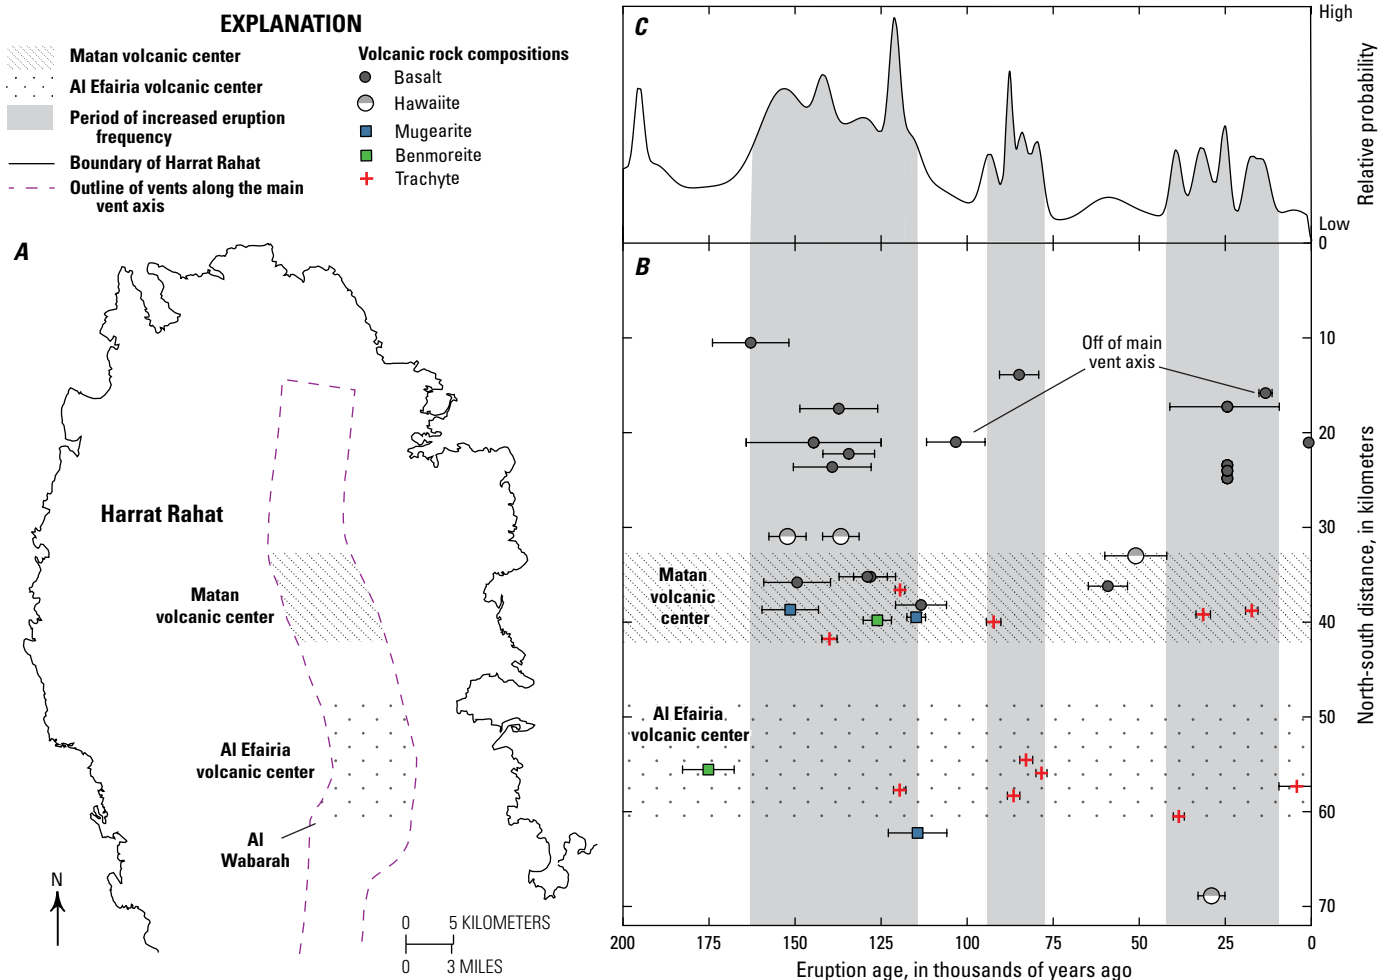 EXPLANATION
Matan volcanic center
Al Efairia volcanic center
Period of increased eruption
frequency
Boundary of Harrat Rahat
Outline of vents along the main
vent axis
Volcanic rock compositions
Basalt
Hawaiite
Mugearite
Benmoreite
Trachyte
A
Harrat Rahat
Matan
volcanic center
Al Efairia
volcanic center
Al
Wabarah
N
0 5 KILOMETERS
0 3 MILES
C
High
Relative probability
Low
0
B
Off of main
vent axis
Matan
volcanic
center
Al Efairia
volcanic center
10
20
30
40
50
60
70
North-south distance, in kilometers
200 175 150 125 100 75 50 25 0
Eruption age, in thousands of years ago